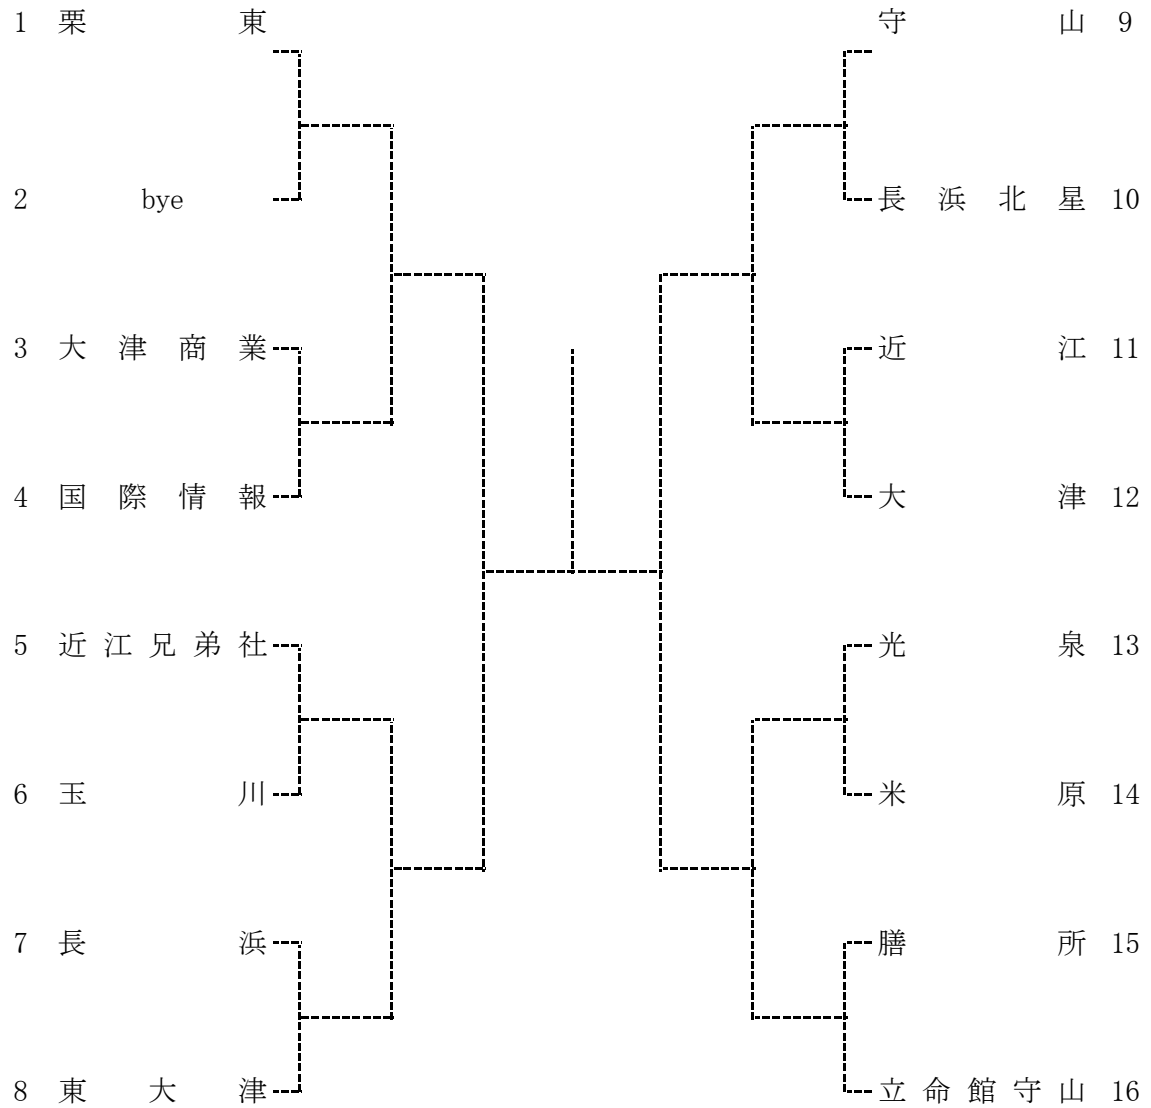 1 栗東
2 bye
3 大津商業
4 国際情報
5 近江兄弟社
6 玉川
7 長浜
8 東大津
守山 9
長浜北星 10
近江 11
大津 12
光泉 13
米原 14
膳所 15
立命館守山 16